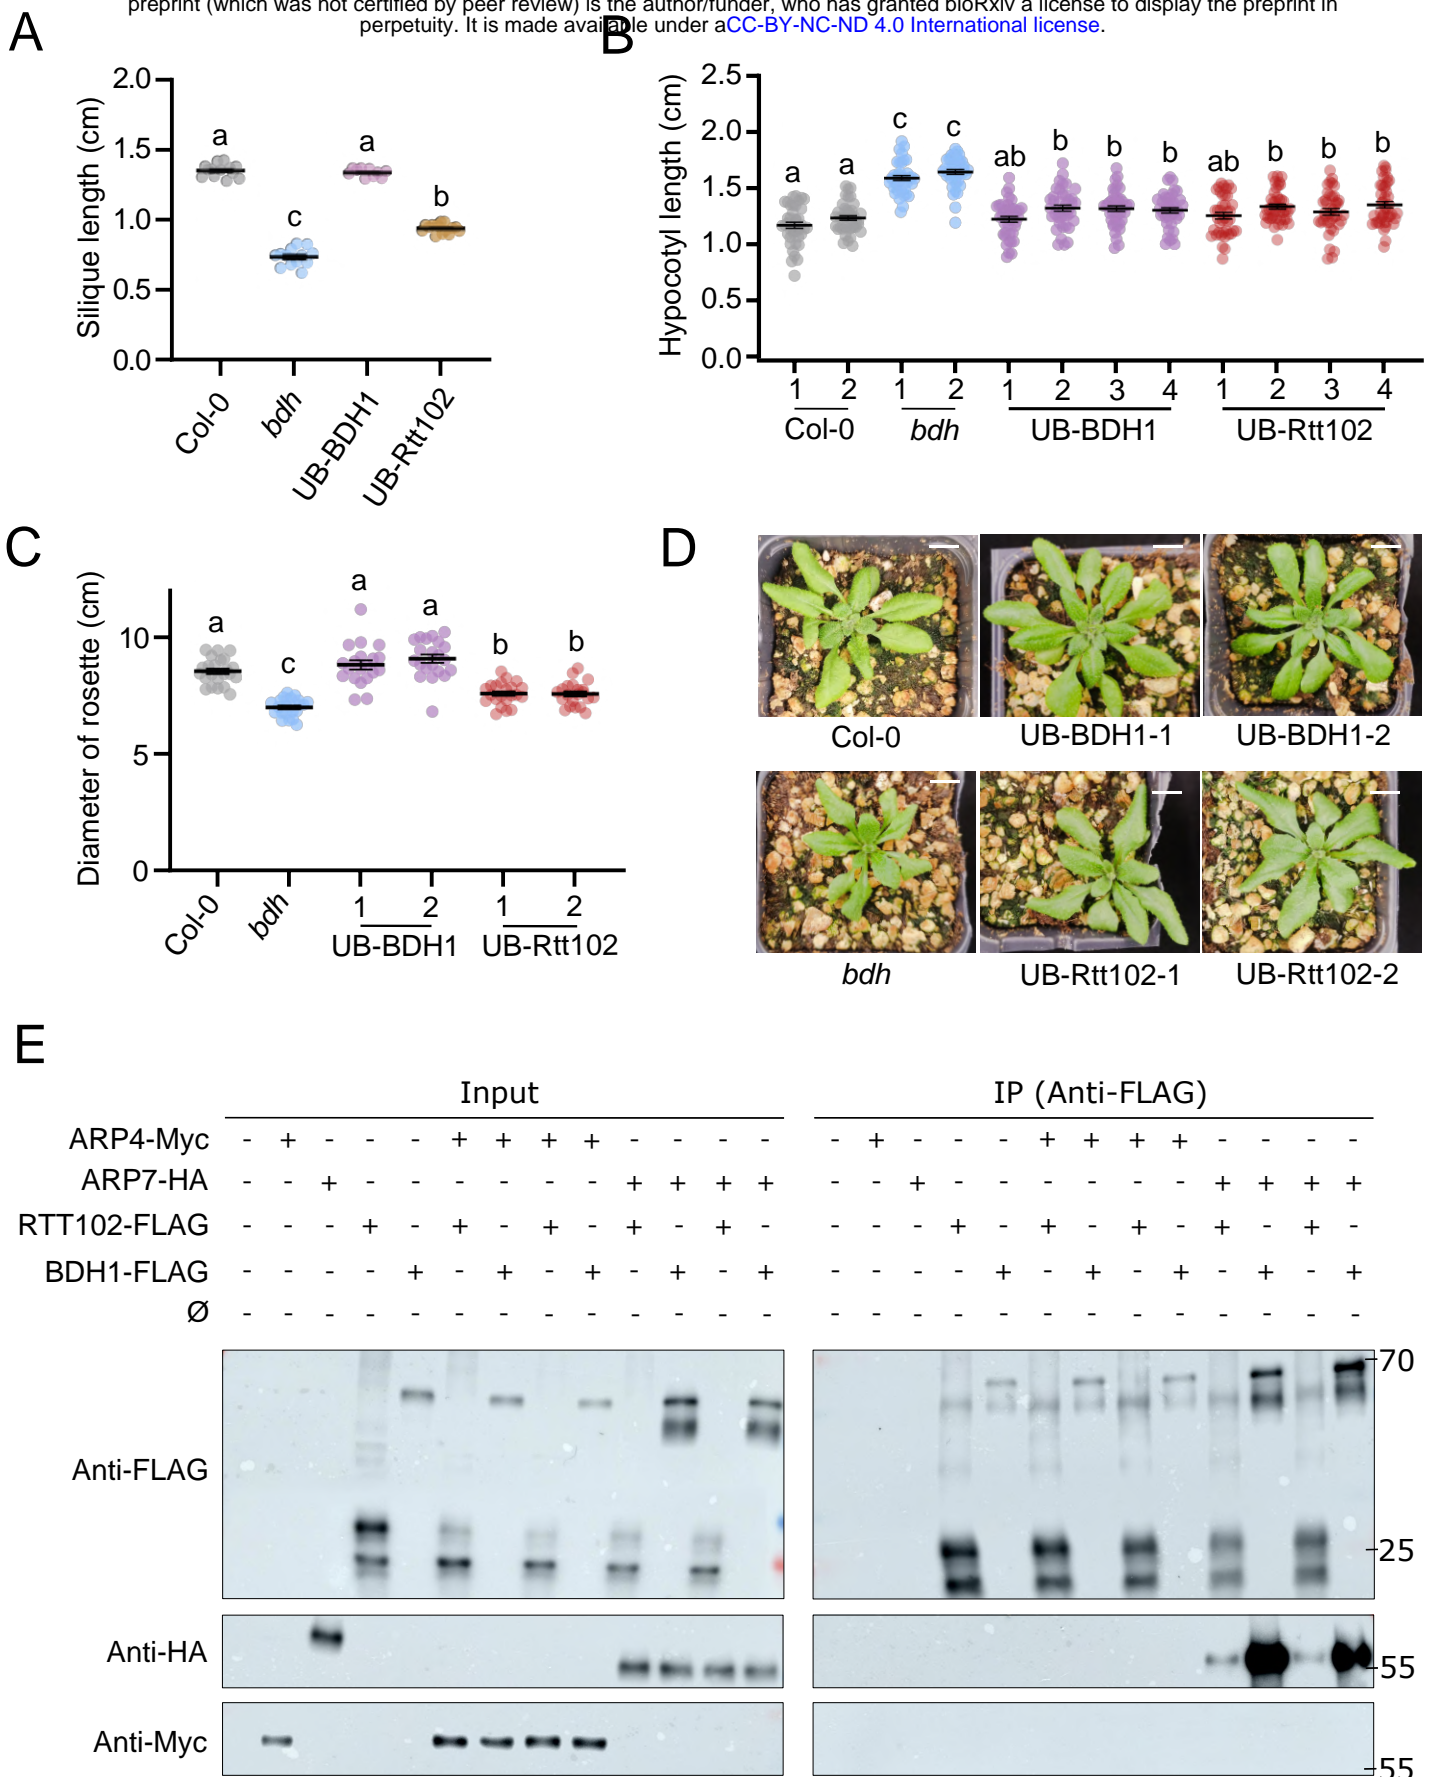 preprint (which was not certified by peer review) is the author/funder, who has granted bioRxiv a license to display the preprint in
perpetuity. It is made available under aCC-BY-NC-ND 4.0 International license.
A
Silique length (cm)
2.0
1.5
1.0
0.5
0.0
a
c
a
b
Col-0
bdh
UB-BDH1
UB-Rtt102
B
Hypocotyl length (cm)
2.5
2.0
1.5
1.0
0.5
0.0
a a c c ab b b b ab b b b
1 2 1 2 1 2 3 4 1 2 3 4
Col-0 bdh UB-BDH1 UB-Rtt102
C
Diameter of rosette (cm)
10
5
0
a c a a b b
Col-0
bdh
1 2 1 2
UB-BDH1 UB-Rtt102
D
Col-0 UB-BDH1-1 UB-BDH1-2
bdh UB-Rtt102-1 UB-Rtt102-2
E
Input IP (Anti-FLAG)
ARP4-Myc - + - - - + + + + - - - - - + - - - + + + + - - - -
ARP7-HA - - + - - - - - - + + + + - - + - - - - - - + + + +
RTT102-FLAG - - - + - + - + - + - + - - - - + - + - + - + - + -
BDH1-FLAG - - - - + - + - + - + - + - - - - + - + - + - + - +
Ø - - - - - - - - - - - - - - - - - - - - - - - - - -
Anti-FLAG
70
25
Anti-HA
55
Anti-Myc
55